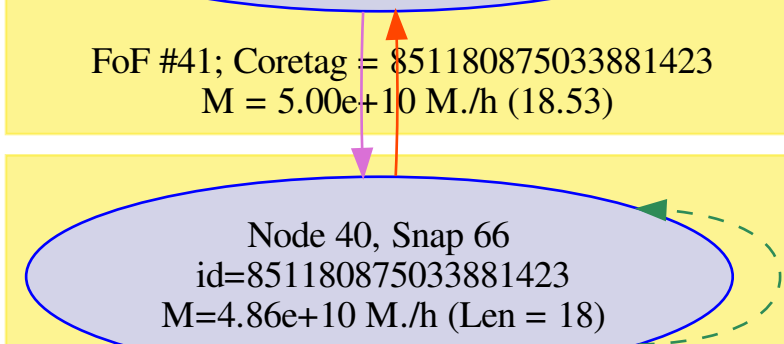 FoF #41; Coretag = 851180875033881423
M = 5.00e+10 M./h (18.53)
Node 40, Snap 66
id=851180875033881423
M=4.86e+10 M./h (Len = 18)